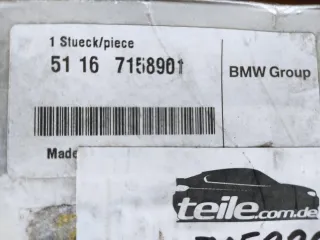 1 Stueck/piece
51 16 7158901
BMW Group
Made
teile.com.de